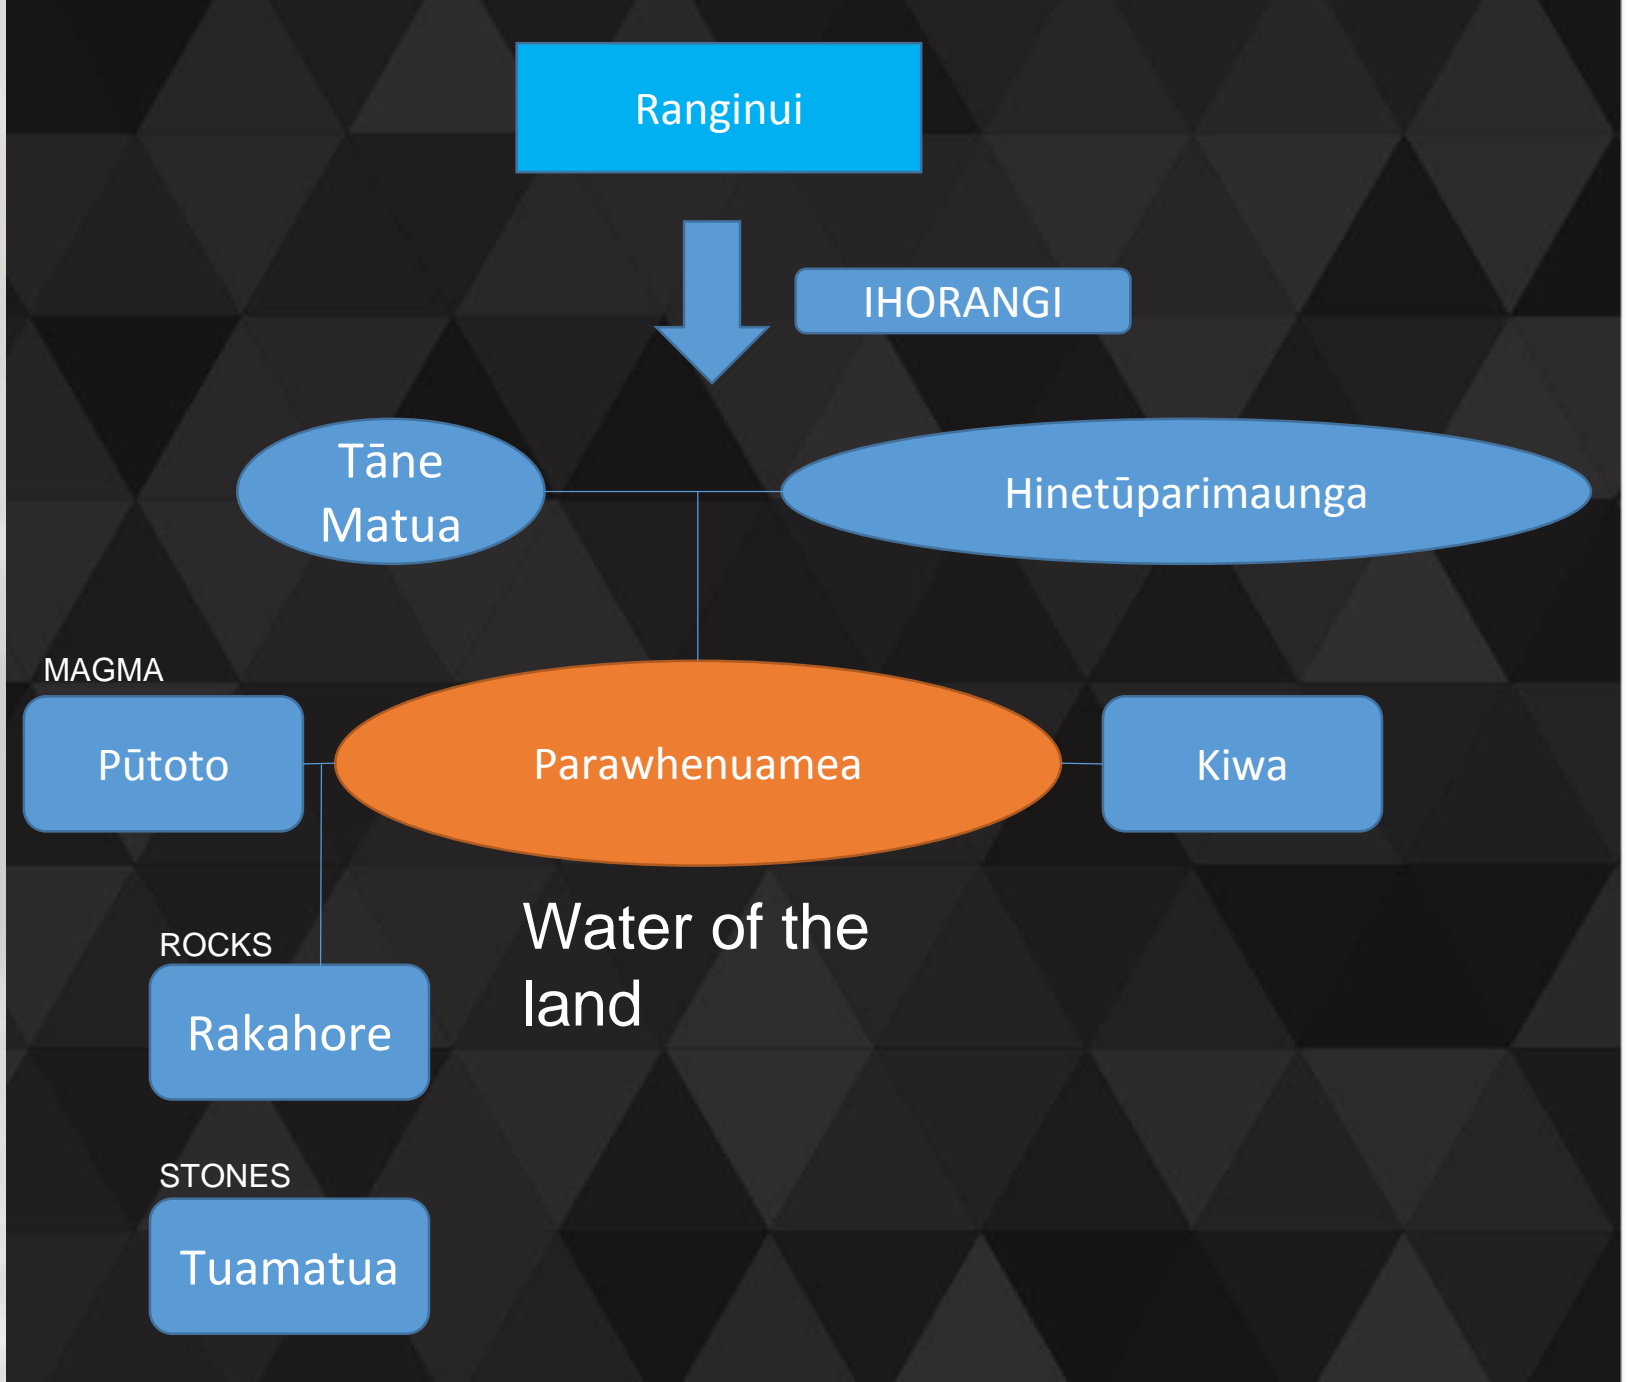 Ranginui
IHORANGI
Tāne
Matua
Hinetūparimaunga
MAGMA
Pūtoto
Parawhenuamea
Kiwa
Water of the
land
ROCKS
Rakahore
STONES
Tuamatua